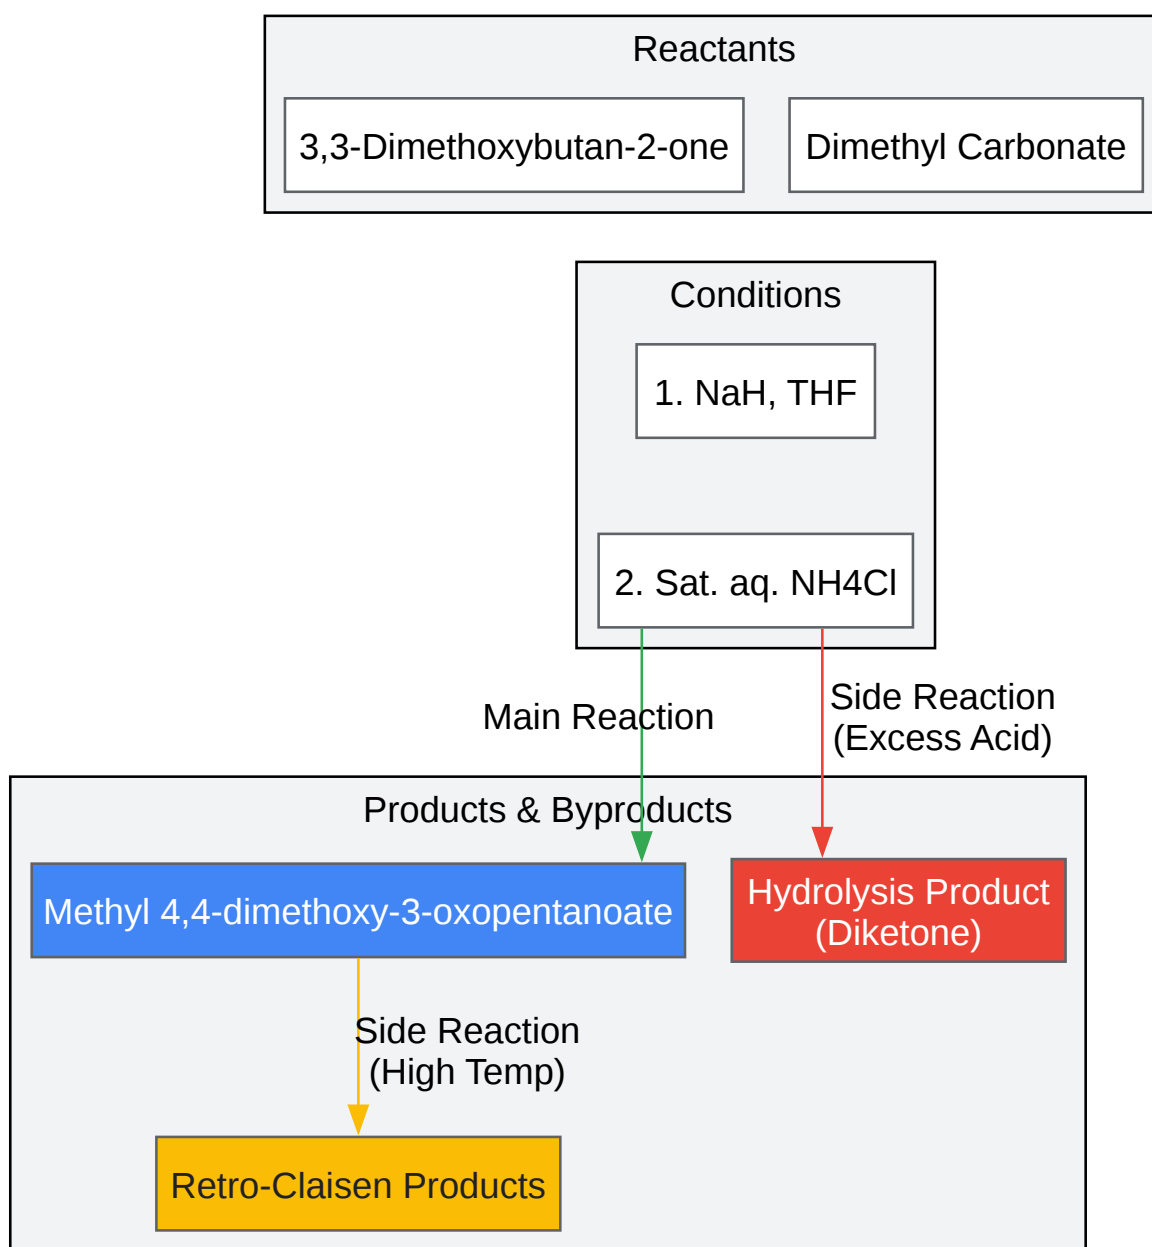 Reactants
3,3-Dimethoxybutan-2-one
Dimethyl Carbonate
Conditions
1. NaH, THF
2. Sat. aq. NH4Cl
Main Reaction
Side Reaction
(Excess Acid)
Products & Byproducts
Methyl 4,4-dimethoxy-3-oxopentanoate
Hydrolysis Product
(Diketone)
Side Reaction
(High Temp)
Retro-Claisen Products